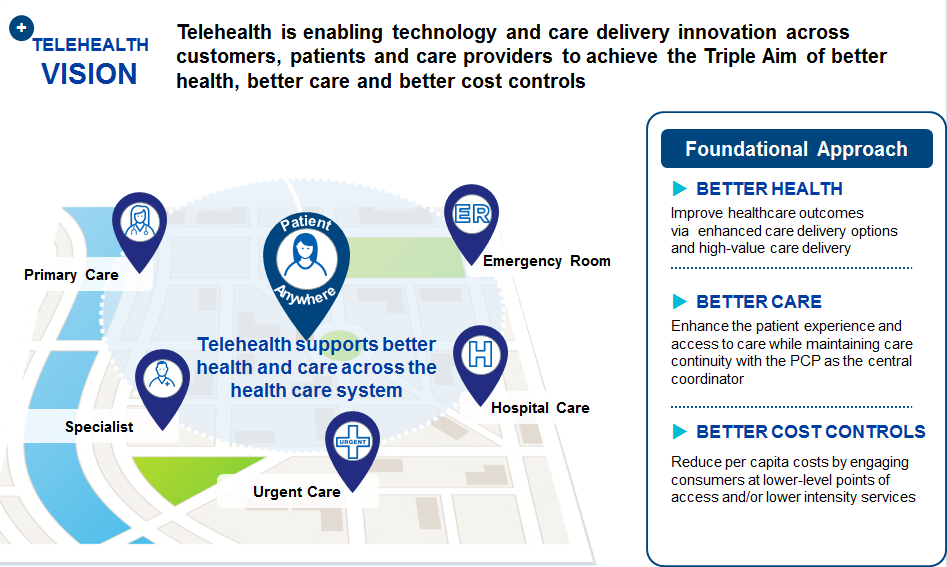 +
TELEHEALTH
VISION
Telehealth is enabling technology and care delivery innovation across
customers, patients and care providers to achieve the Triple Aim of better
health, better care and better cost controls
Primary Care
Patient
Anywhere
ER
Emergency Room
Telehealth supports better
health and care across the
health care system
Specialist
H
Hospital Care
URGENT
Urgent Care
Foundational Approach
BETTER HEALTH
Improve healthcare outcomes
via enhanced care delivery options
and high-value care delivery
BETTER CARE
Enhance the patient experience and
access to care while maintaining care
continuity with the PCP as the central
coordinator
BETTER COST CONTROLS
Reduce per capita costs by engaging
consumers at lower-level points of
access and/or lower intensity services